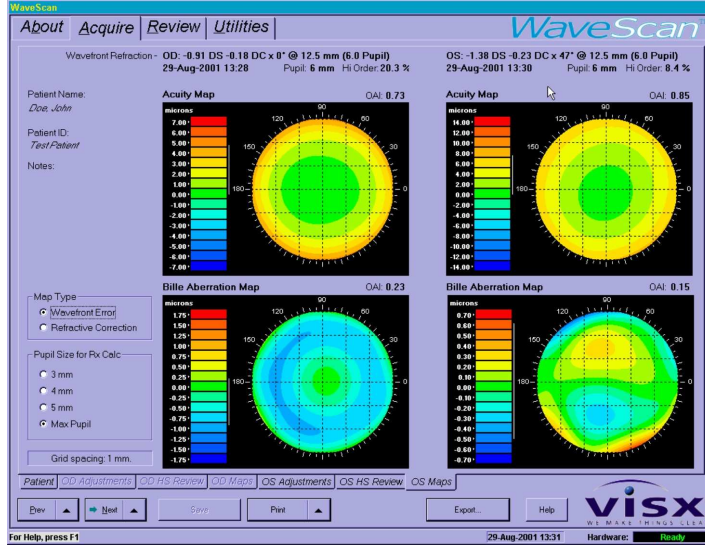 WaveScan
About Acquire Review Utilities
WaveScan
Wavefront Refraction - OD: -0.91 DS -0.18 DC x 0° @ 12.5 mm (6.0 Pupil)
29-Aug-2001 13:28 Pupil: 6 mm Hi Order: 20.3 %
OS: -1.38 DS -0.23 DC x 47° @ 12.5 mm (6.0 Pupil)
29-Aug-2001 13:30 Pupil: 6 mm Hi Order: 8.4 %
Patient Name:
Doe, John
Patient ID:
Test Patient
Notes:
Acuity Map OAI: 0.73
microns
7.00
6.00
5.00
4.00
3.00
2.00
1.00
0.00
-1.00
-2.00
-3.00
-4.00
-5.00
-6.00
-7.00
120 90 60
150 30
180 0
Acuity Map OAI: 0.85
microns
14.00
12.00
10.00
8.00
6.00
4.00
2.00
0.00
-2.00
-4.00
-6.00
-8.00
-10.00
-12.00
-14.00
120 90 60
150 30
180 0
Map Type
Wavefront Error
Refractive Correction
Pupil Size for Rx Calc
3 mm
4 mm
5 mm
Max Pupil
Grid spacing: 1 mm.
Bille Aberration Map OAI: 0.23
microns
1.75
1.50
1.25
1.00
0.75
0.50
0.25
0.00
-0.25
-0.50
-0.75
-1.00
-1.25
-1.50
-1.75
120 90 60
150 30
180 0
Bille Aberration Map OAI: 0.15
microns
0.70
0.60
0.50
0.40
0.30
0.20
0.10
0.00
-0.10
-0.20
-0.30
-0.40
-0.50
-0.60
-0.70
120 90 60
150 30
180 0
Patient OD Adjustments OD HS Review OD Maps OS Adjustments OS HS Review OS Maps
Prev Next Save Print Export... Help
VISX
WE MAKE THINGS CLEAR
For Help, press F1 29-Aug-2001 13:31 Hardware: Ready